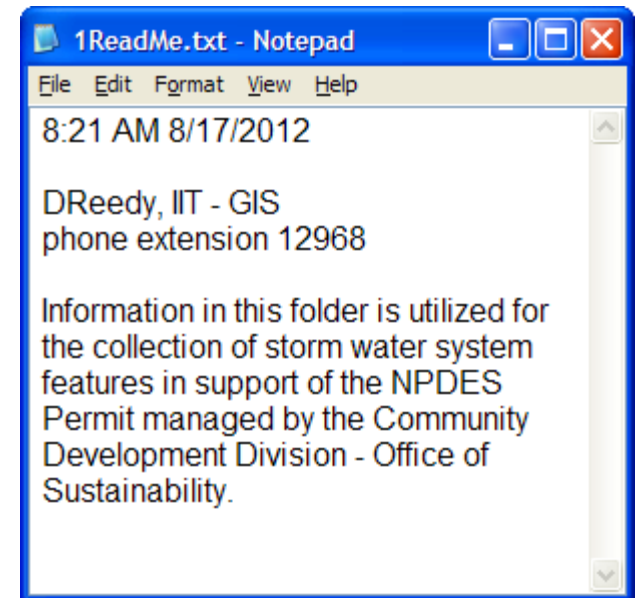 1ReadMe.txt - Notepad
File Edit Format View Help
8:21 AM 8/17/2012
DReedy, IIT - GIS
phone extension 12968
Information in this folder is utilized for
the collection of storm water system
features in support of the NPDES
Permit managed by the Community
Development Division - Office of
Sustainability.